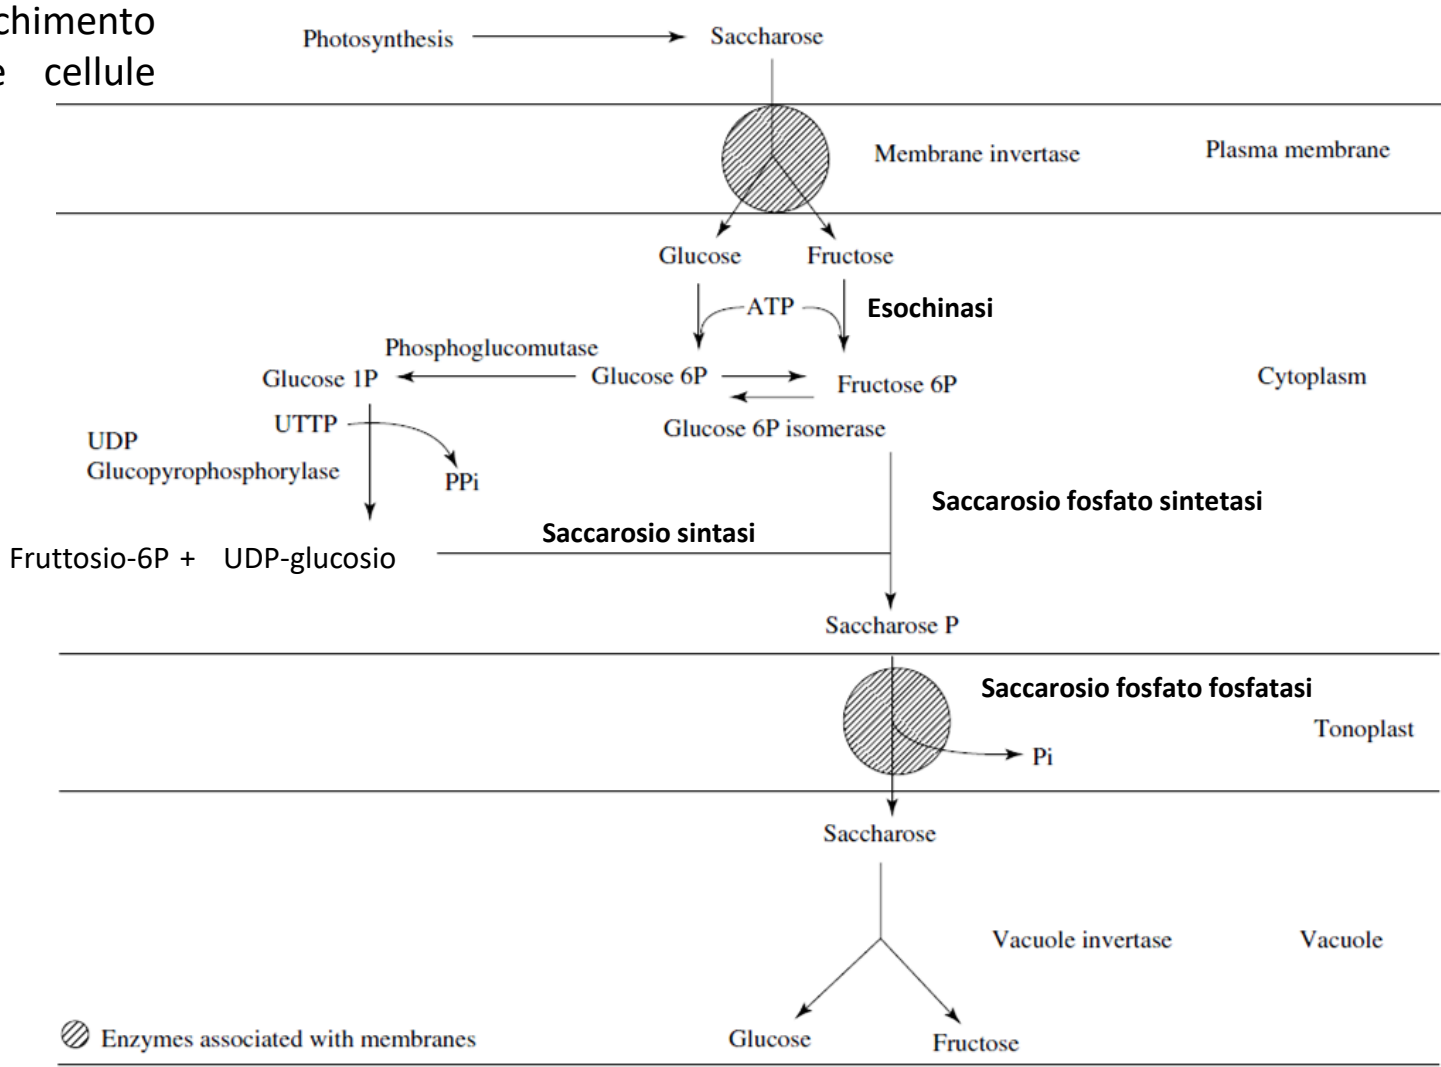 chimento
e cellule
Photosynthesis
Saccharose
Membrane invertase
Plasma membrane
Glucose
Fructose
ATP
Esochinasi
Phosphoglucomutase
Glucose 1P
Glucose 6P
Fructose 6P
Cytoplasm
Glucose 6P isomerase
UTTP
UDP
Glucopyrophosphorylase
PPi
Saccarosio fosfato sintetasi
Saccarosio sintasi
Fruttosio-6P + UDP-glucosio
Saccharose P
Saccarosio fosfato fosfatasi
Tonoplast
Pi
Saccharose
Vacuole invertase
Vacuole
Enzymes associated with membranes
Glucose
Fructose